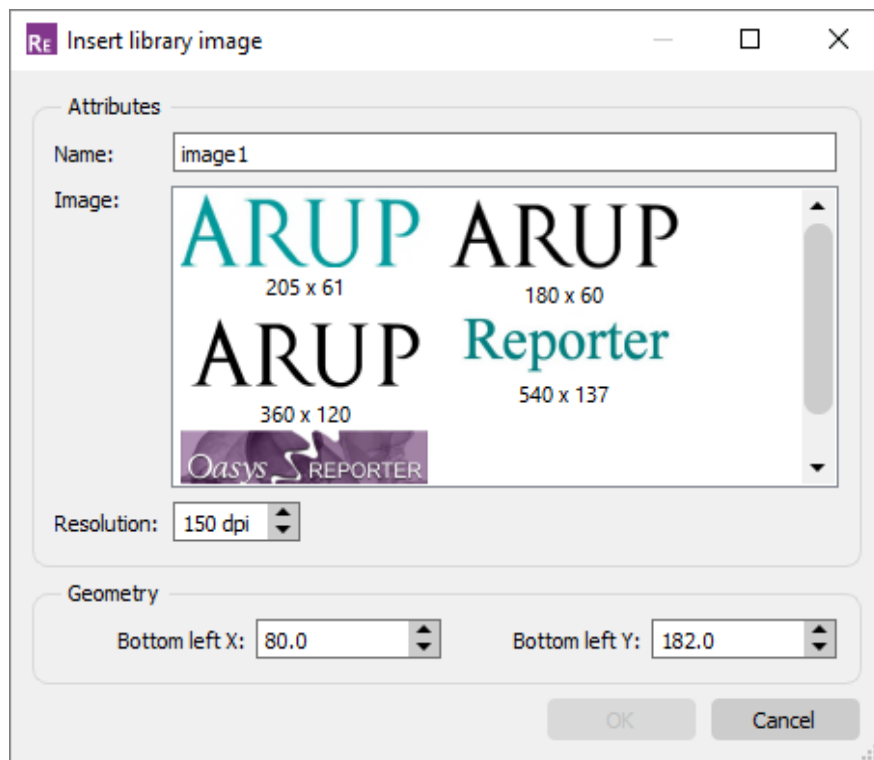 RE Insert library image
Attributes
Name: image1
Image:
ARUP ARUP
205 x 61 180 x 60
ARUP Reporter
360 x 120 540 x 137
Oasys REPORTER
Resolution: 150 dpi
Geometry
Bottom left X: 80.0 Bottom left Y: 182.0
OK Cancel